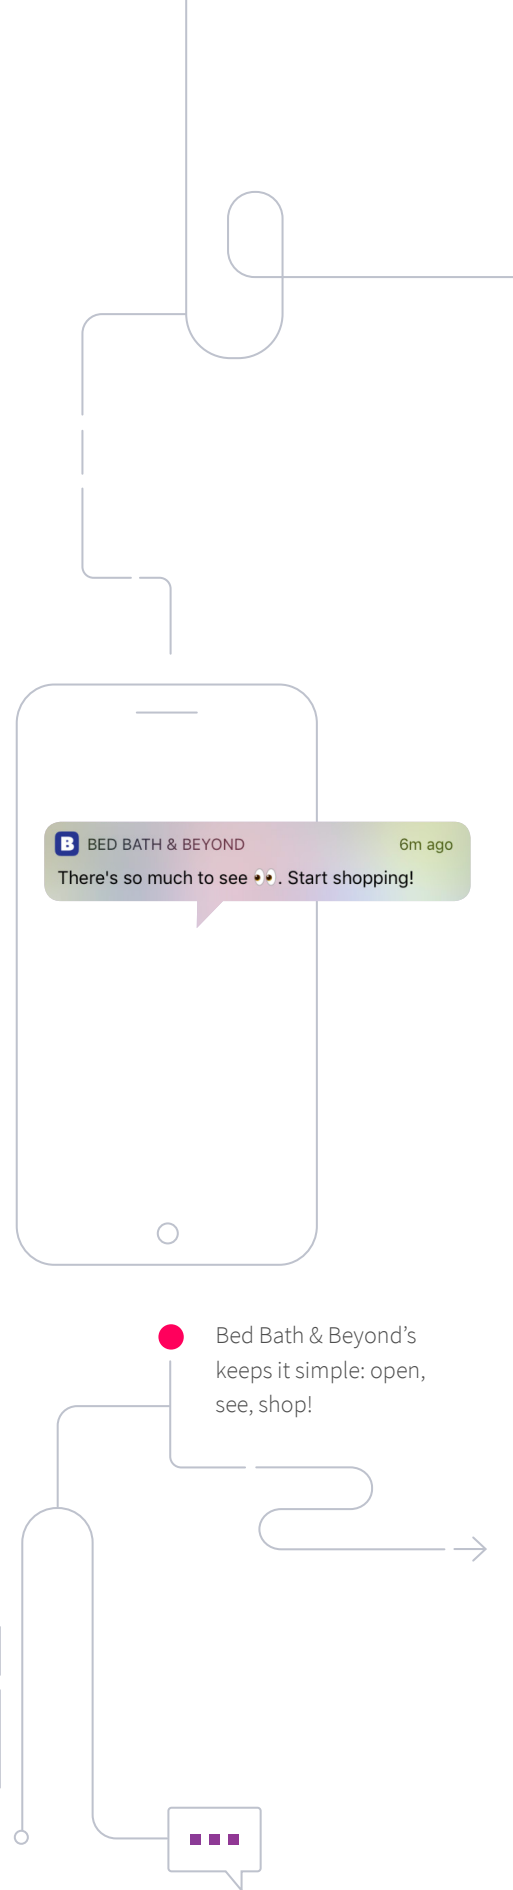 B BED BATH & BEYOND 6m ago
There's so much to see 👀. Start shopping!
Bed Bath & Beyond’s
keeps it simple: open,
see, shop!